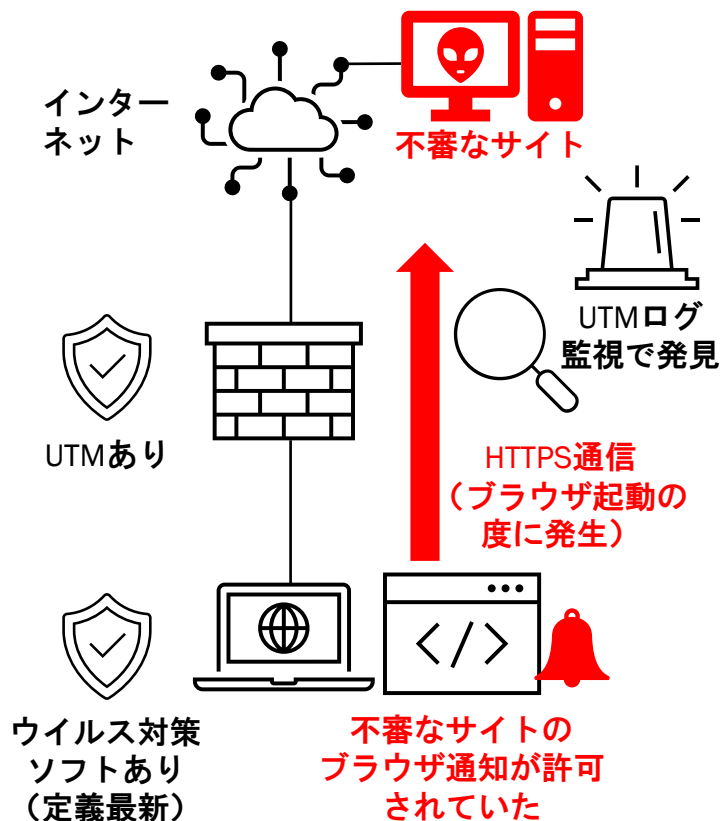 インター
ネット
不審なサイト
UTMログ
監視で発見
UTMあり
HTTPS通信
（ブラウザ起動の
度に発生）
</>
ウイルス対策
ソフトあり
（定義最新）
不審なサイトの
ブラウザ通知が許可
されていた